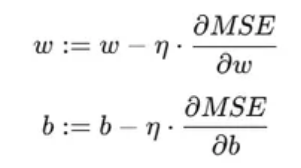 w := w − η · ∂MSE/∂w
b := b − η · ∂MSE/∂b